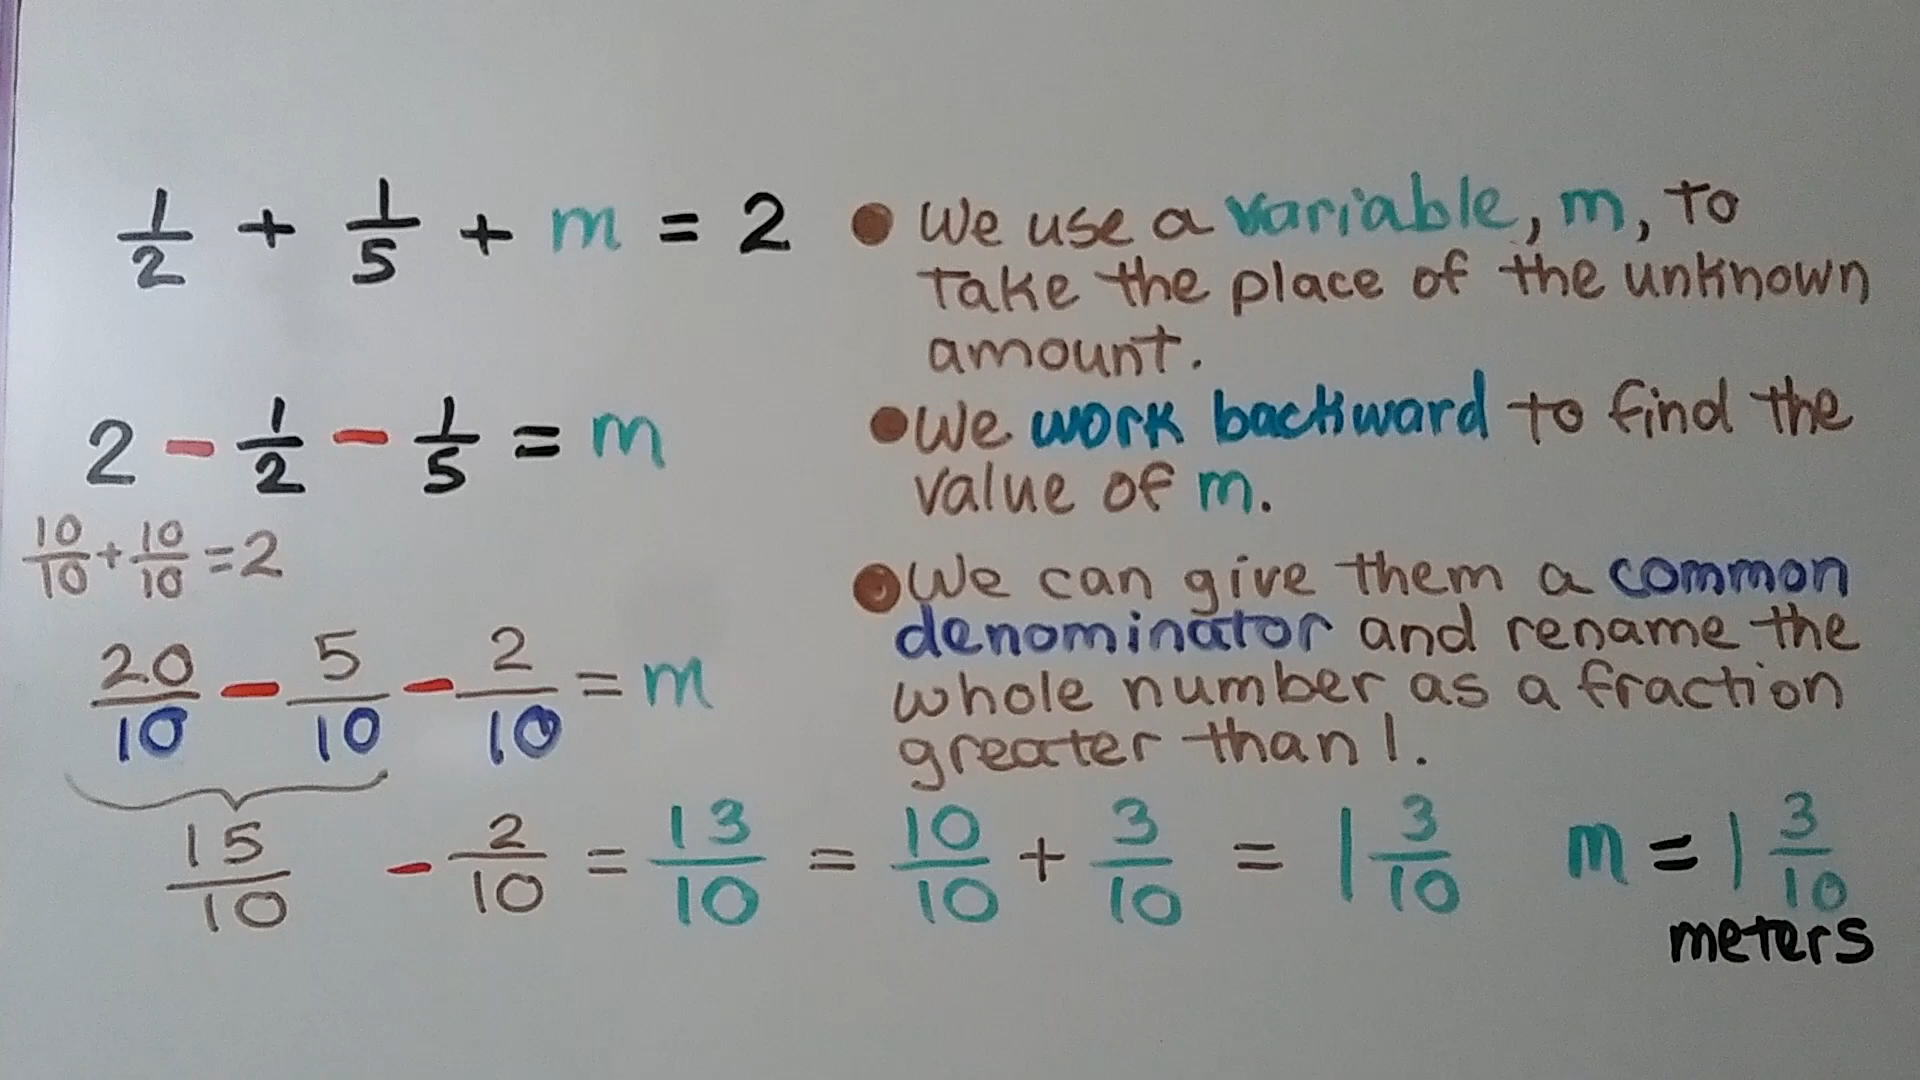 1/2 + 1/5 + m = 2
• We use a variable, m, to
take the place of the unknown
amount.
2 - 1/2 - 1/5 = m
• We work backward to find the
value of m.
10/10 + 10/10 = 2
• We can give them a common
denominator and rename the
whole number as a fraction
greater than 1.
20/10 - 5/10 - 2/10 = m
15/10 - 2/10 = 13/10 = 10/10 + 3/10 = 1 3/10 m = 1 3/10
meters